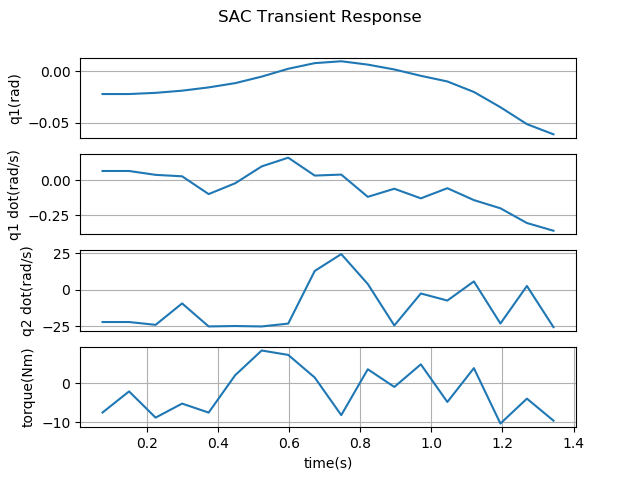 SAC Transient Response
q1(rad)
0.00
−0.05
q1 dot(rad/s)
0.00
−0.25
q2 dot(rad/s)
25
0
−25
torque(Nm)
0
−10
0.2 0.4 0.6 0.8 1.0 1.2 1.4
time(s)